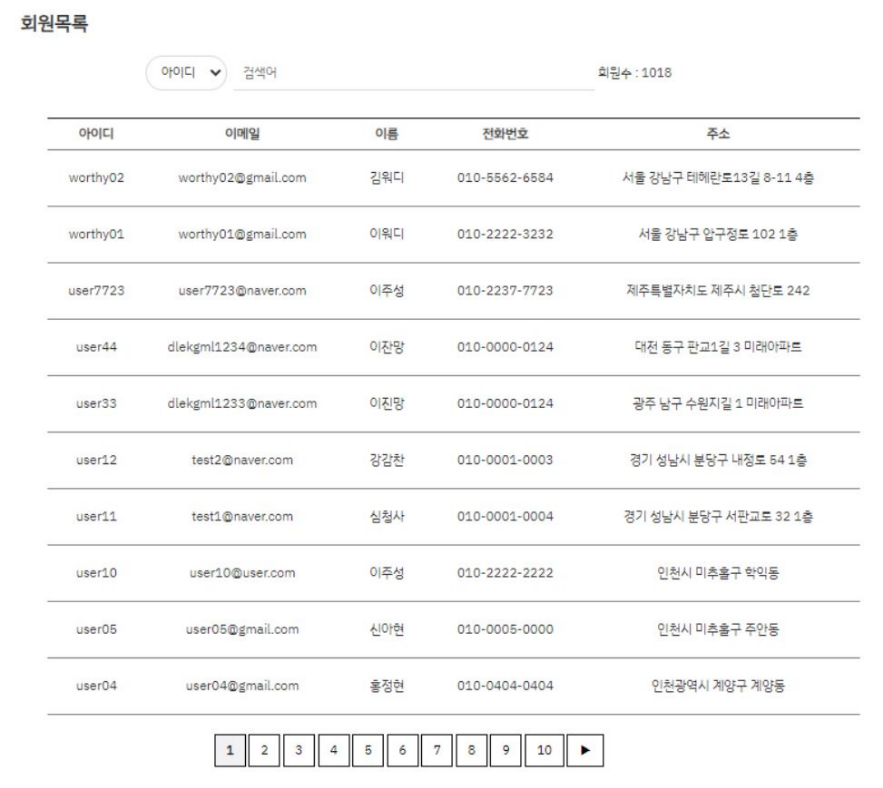 회원목록
아이디 검색어 회원수 : 1018
아이디 이메일 이름 전화번호 주소
worthy02 worthy02@gmail.com 김워디 010-5562-6584 서울 강남구 테헤란로13길 8-11 4층
worthy01 worthy01@gmail.com 이워디 010-2222-3232 서울 강남구 압구정로 102 1층
user7723 user7723@naver.com 이주성 010-2237-7723 제주특별자치도 제주시 첨단로 242
user44 dlekgml1234@naver.com 이잔망 010-0000-0124 대전 동구 판교1길 3 미래아파트
user33 dlekgml1233@naver.com 이진망 010-0000-0124 광주 남구 수원지길 1 미래아파트
user12 test2@naver.com 강감찬 010-0001-0003 경기 성남시 분당구 내정로 54 1층
user11 test1@naver.com 심청사 010-0001-0004 경기 성남시 분당구 서판교로 32 1층
user10 user10@user.com 이주성 010-2222-2222 인천시 미추홀구 학익동
user05 user05@gmail.com 신아현 010-0005-0000 인천시 미추홀구 주안동
user04 user04@gmail.com 홍정현 010-0404-0404 인천광역시 계양구 계양동
1 2 3 4 5 6 7 8 9 10 ▶